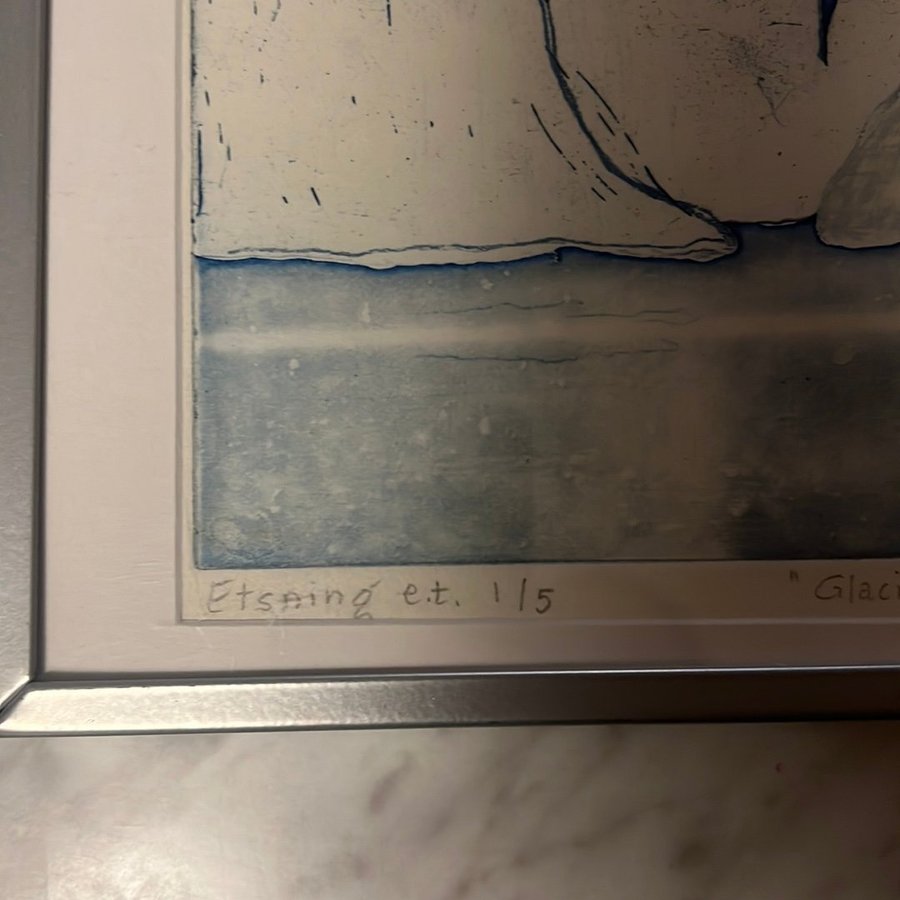 Etsning e.t. 1/5 " Glaci